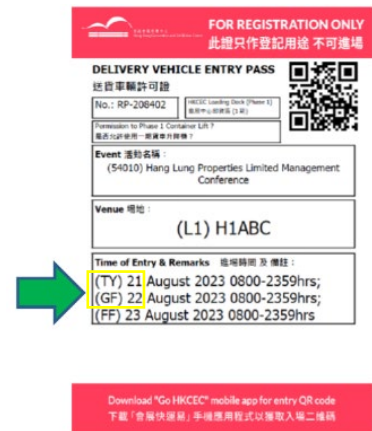 FOR REGISTRATION ONLY
此證只作登記用途 不可進場
DELIVERY VEHICLE ENTRY PASS
送貨車輛許可證
No.: RP-208402
HKCEC Loading Dock (Phase 1)
Permission to Phase 1 Container Lift ?
Event 活動名稱 :
(54010) Hang Lung Properties Limited Management
Conference
Venue 場地 :
(L1) H1ABC
Time of Entry & Remarks 進場時間 及 備註 :
(TY) 21 August 2023 0800-2359hrs;
(GF) 22 August 2023 0800-2359hrs;
(FF) 23 August 2023 0800-2359hrs
Download "Go HKCEC" mobile app for entry QR code
下載「會展快運易」手機應用程式以獲取入場二維碼